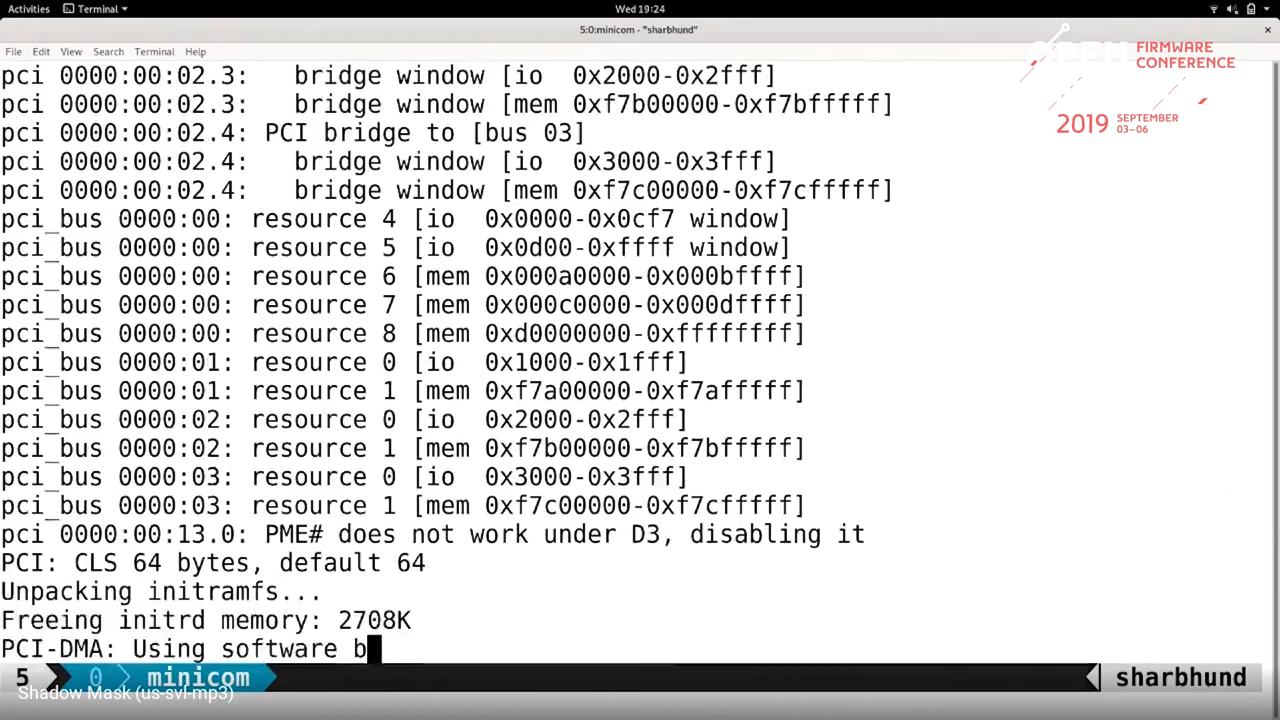 Activities Terminal Wed 19:24
5:0:minicom - "sharbhund"
File Edit View Search Terminal Help
OPEN FIRMWARE CONFERENCE
2019 SEPTEMBER 03–06
pci 0000:00:02.3:   bridge window [io  0x2000-0x2fff]
pci 0000:00:02.3:   bridge window [mem 0xf7b00000-0xf7bfffff]
pci 0000:00:02.4: PCI bridge to [bus 03]
pci 0000:00:02.4:   bridge window [io  0x3000-0x3fff]
pci 0000:00:02.4:   bridge window [mem 0xf7c00000-0xf7cfffff]
pci_bus 0000:00: resource 4 [io  0x0000-0x0cf7 window]
pci_bus 0000:00: resource 5 [io  0x0d00-0xffff window]
pci_bus 0000:00: resource 6 [mem 0x000a0000-0x000bffff]
pci_bus 0000:00: resource 7 [mem 0x000c0000-0x000dffff]
pci_bus 0000:00: resource 8 [mem 0xd0000000-0xffffffff]
pci_bus 0000:01: resource 0 [io  0x1000-0x1fff]
pci_bus 0000:01: resource 1 [mem 0xf7a00000-0xf7afffff]
pci_bus 0000:02: resource 0 [io  0x2000-0x2fff]
pci_bus 0000:02: resource 1 [mem 0xf7b00000-0xf7bfffff]
pci_bus 0000:03: resource 0 [io  0x3000-0x3fff]
pci_bus 0000:03: resource 1 [mem 0xf7c00000-0xf7cfffff]
pci 0000:00:13.0: PME# does not work under D3, disabling it
PCI: CLS 64 bytes, default 64
Unpacking initramfs...
Freeing initrd memory: 2708K
PCI-DMA: Using software b
5 0 minicom sharbhund
Shadow Mask (us-svl-mp3)